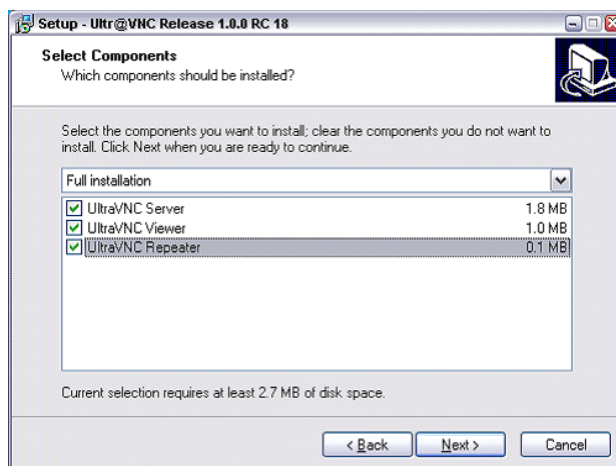 Setup - Ultr@VNC Release 1.0.0 RC 18
Select Components
Which components should be installed?
Select the components you want to install; clear the components you do not want to
install. Click Next when you are ready to continue.
Full installation
UltraVNC Server 1.8 MB
UltraVNC Viewer 1.0 MB
UltraVNC Repeater 0.1 MB
Current selection requires at least 2.7 MB of disk space.
< Back Next > Cancel